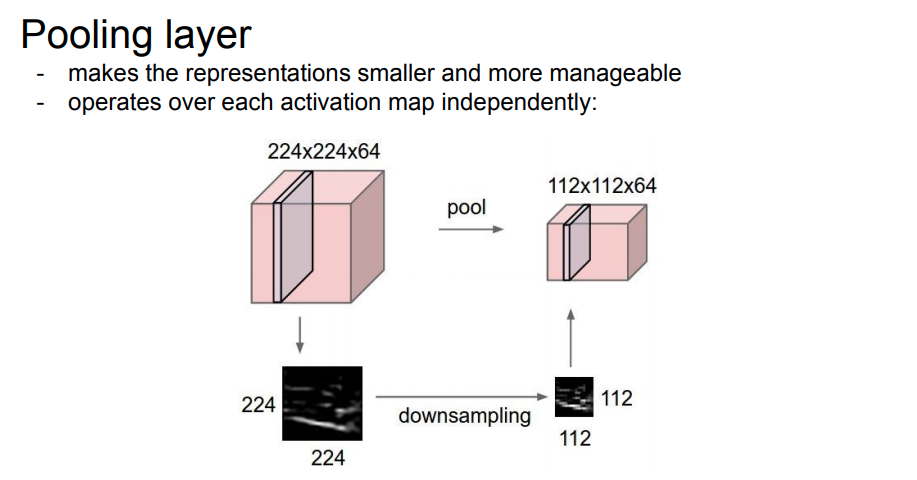 Pooling layer
- makes the representations smaller and more manageable
- operates over each activation map independently:
224x224x64
112x112x64
pool
224
downsampling
112
224
112